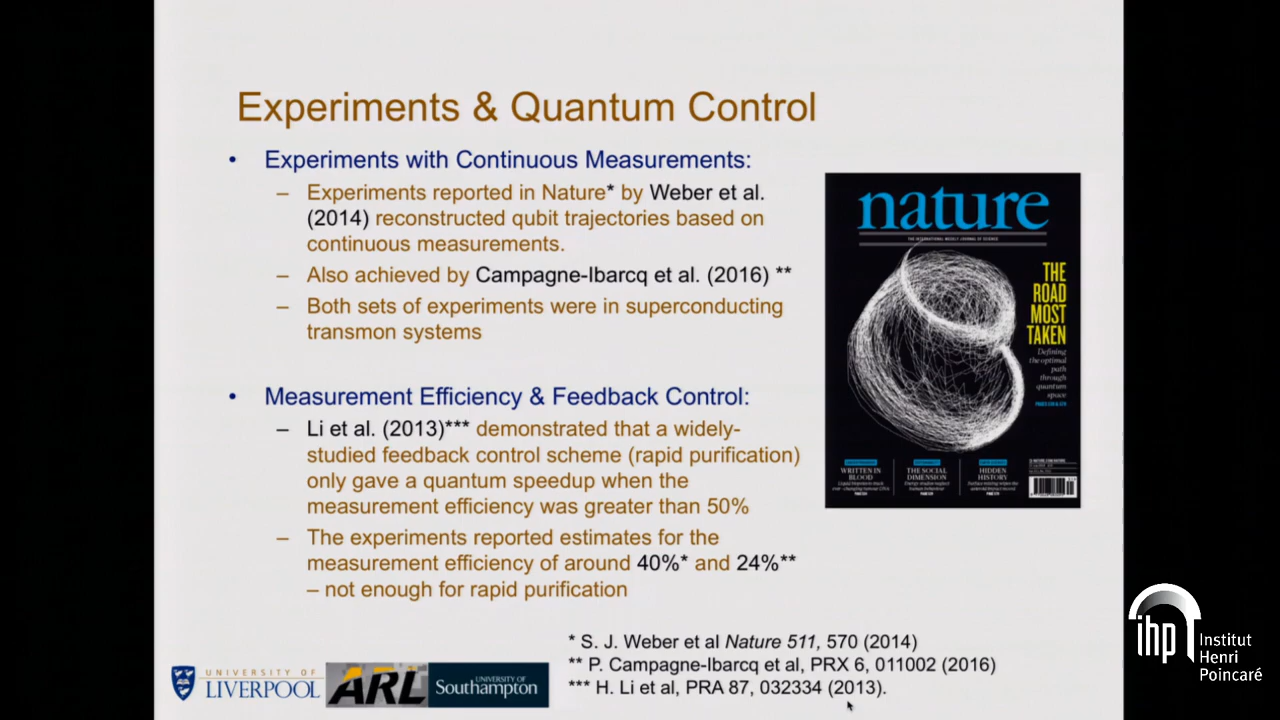 Experiments & Quantum Control
• Experiments with Continuous Measurements:
– Experiments reported in Nature* by Weber et al.
(2014) reconstructed qubit trajectories based on
continuous measurements.
– Also achieved by Campagne-Ibarcq et al. (2016) **
– Both sets of experiments were in superconducting
transmon systems
• Measurement Efficiency & Feedback Control:
– Li et al. (2013)*** demonstrated that a widely-
studied feedback control scheme (rapid purification)
only gave a quantum speedup when the
measurement efficiency was greater than 50%
– The experiments reported estimates for the
measurement efficiency of around 40%* and 24%**
– not enough for rapid purification
nature
THE INTERNATIONAL WEEKLY JOURNAL OF SCIENCE
THE
ROAD
MOST
TAKEN
Defining
the optimal
path
through
quantum
space
WRITTEN IN
BLOOD
THE SOCIAL
DIMENSION
HIDDEN
HISTORY
* S. J. Weber et al Nature 511, 570 (2014)
** P. Campagne-Ibarcq et al, PRX 6, 011002 (2016)
*** H. Li et al, PRA 87, 032334 (2013).
UNIVERSITY OF
LIVERPOOL
ARL
UNIVERSITY OF
Southampton
ihp
Institut
Henri
Poincaré